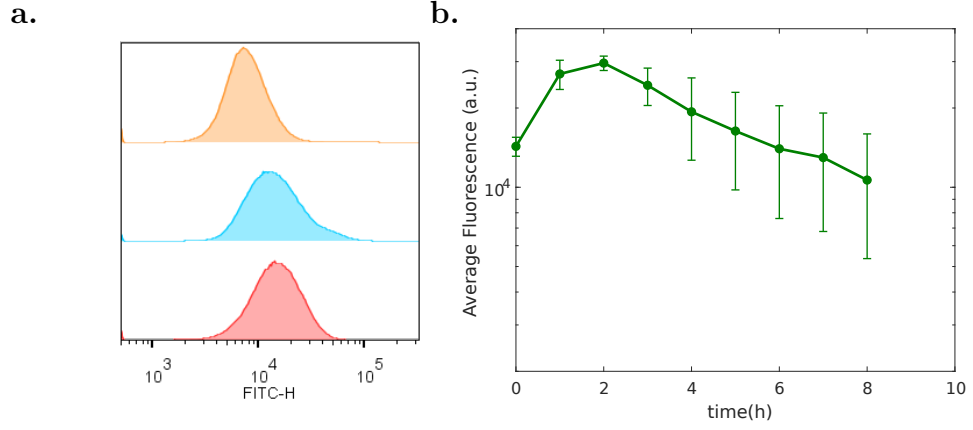 a.
10^3 10^4 10^5
FITC-H
b.
Average Fluorescence (a.u.)
10^4
0 2 4 6 8 10
time(h)